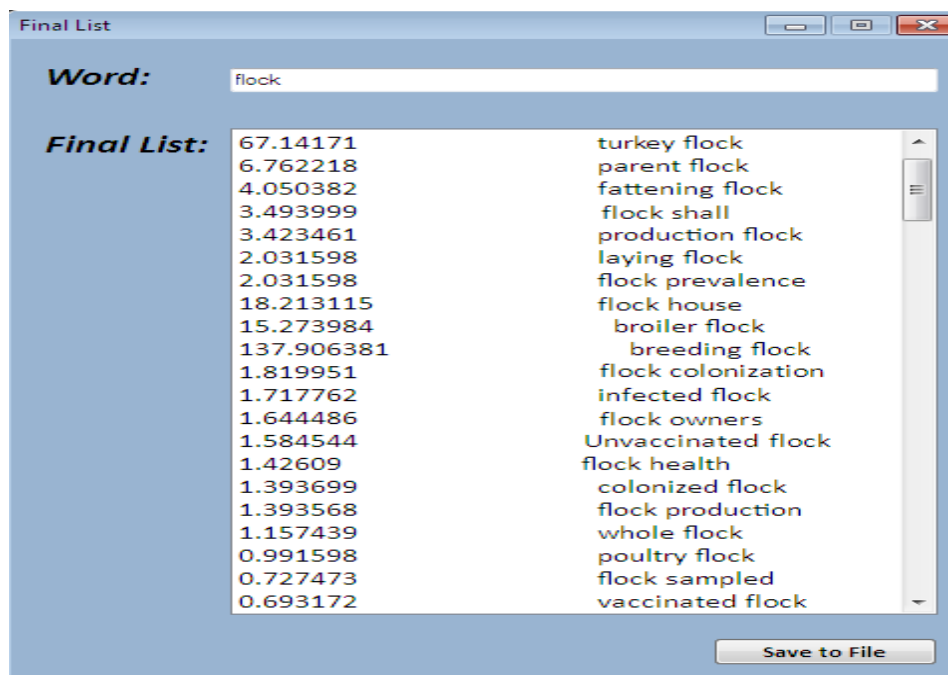 Final List
Word: flock
Final List:
67.14171 turkey flock
6.762218 parent flock
4.050382 fattening flock
3.493999 flock shall
3.423461 production flock
2.031598 laying flock
2.031598 flock prevalence
18.213115 flock house
15.273984 broiler flock
137.906381 breeding flock
1.819951 flock colonization
1.717762 infected flock
1.644486 flock owners
1.584544 Unvaccinated flock
1.42609 flock health
1.393699 colonized flock
1.393568 flock production
1.157439 whole flock
0.991598 poultry flock
0.727473 flock sampled
0.693172 vaccinated flock
Save to File